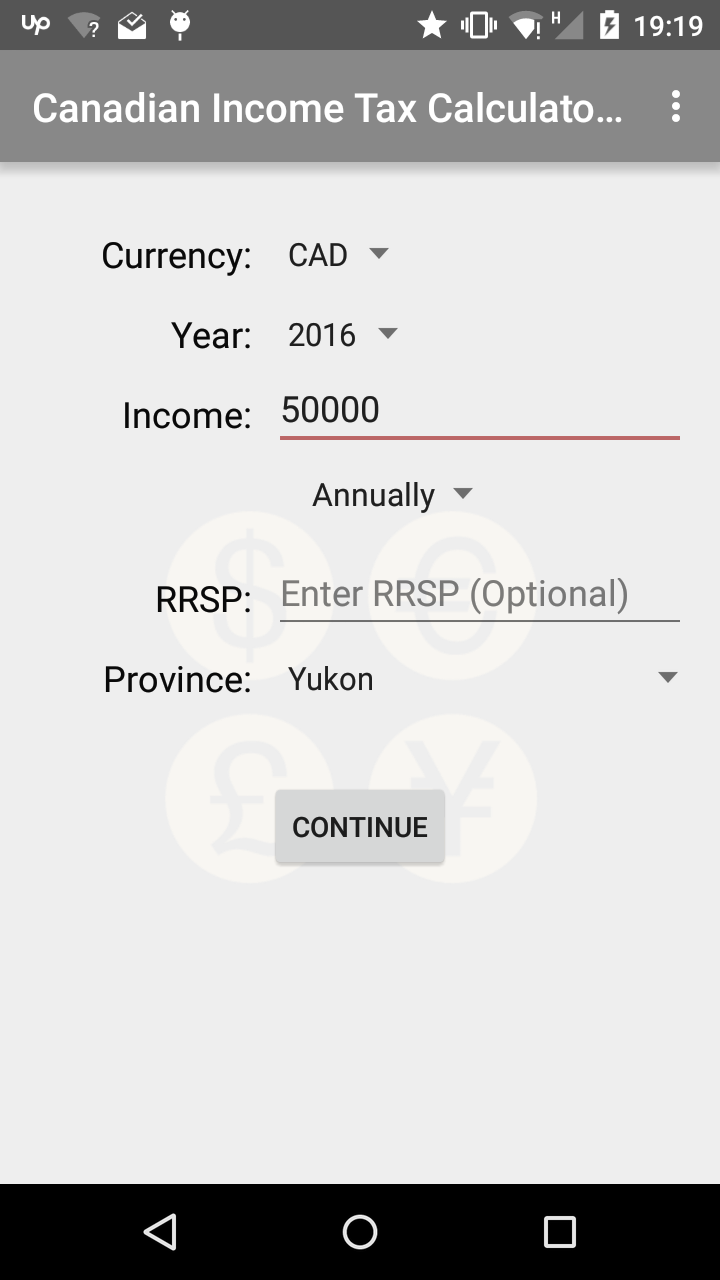 Up ? H 19:19
Canadian Income Tax Calculato...
Currency: CAD
Year: 2016
Income: 50000
Annually
RRSP: Enter RRSP (Optional)
Province: Yukon
$ €
£ ¥
CONTINUE